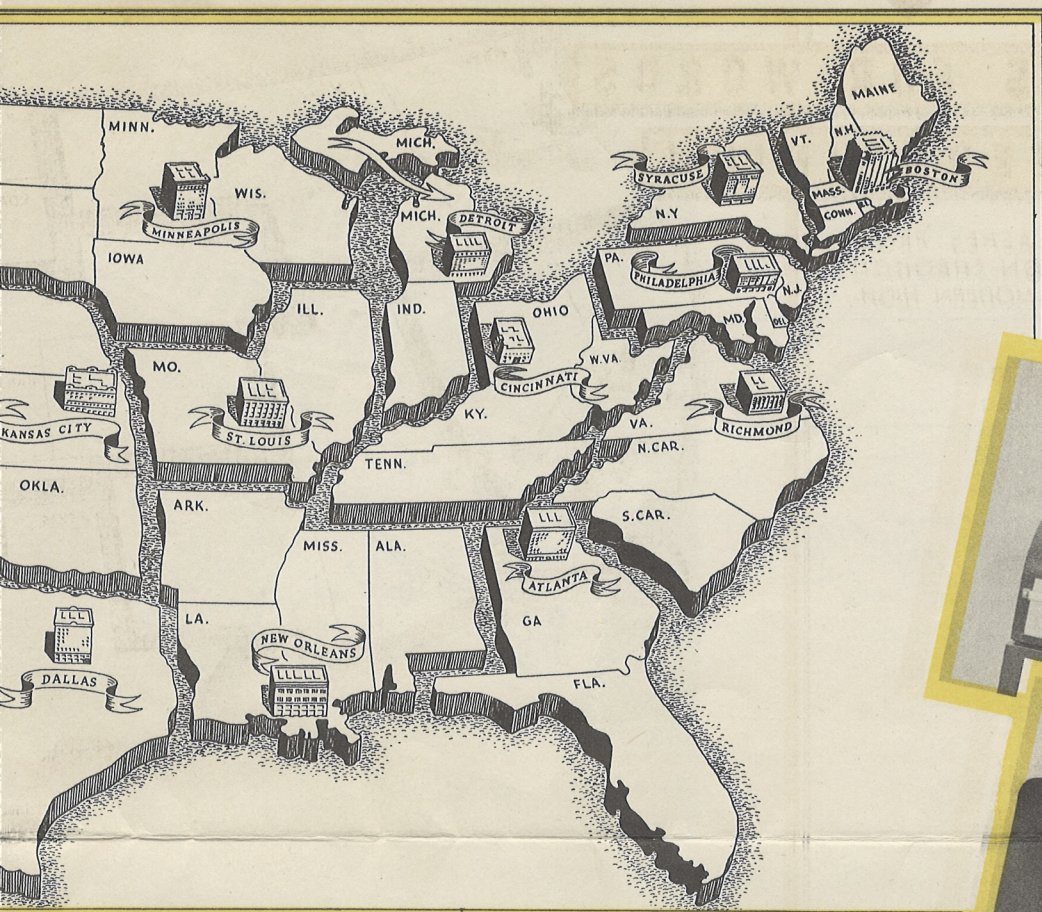 MAINE
MINN.
VT.
N.H.
MICH.
SYRACUSE
BOSTON
WIS.
MASS.
R.I.
CONN.
MICH.
DETROIT
N.Y
MINNEAPOLIS
IOWA
PA.
PHILADELPHIA
N.J.
ILL.
IND.
OHIO
MD.
DEL.
W.VA.
MO.
CINCINNATI
KY.
VA.
RICHMOND
KANSAS CITY
ST. LOUIS
N.CAR.
TENN.
OKLA.
ARK.
S.CAR.
MISS.
ALA.
ATLANTA
LA.
GA
NEW ORLEANS
DALLAS
FLA.